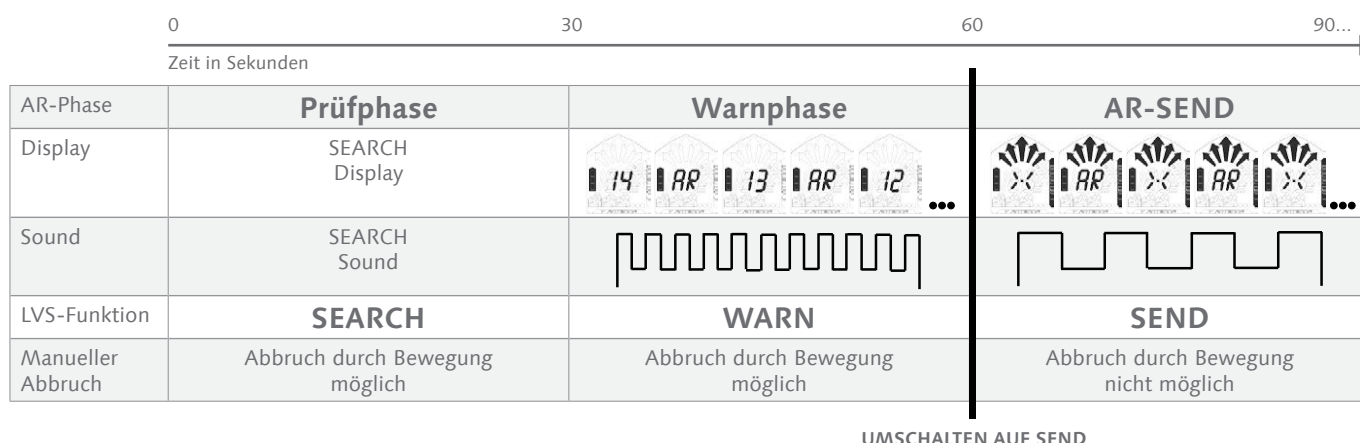 0 30 60 90...
Zeit in Sekunden
AR-Phase Prüfphase Warnphase AR-SEND
Display SEARCH
Display
14 AR 13 AR 12 ...
AR AR ...
Sound SEARCH
Sound
LVS-Funktion SEARCH WARN SEND
Manueller Abbruch durch Bewegung Abbruch durch Bewegung Abbruch durch Bewegung
Abbruch möglich möglich nicht möglich
UMSCHALTEN AUF SEND